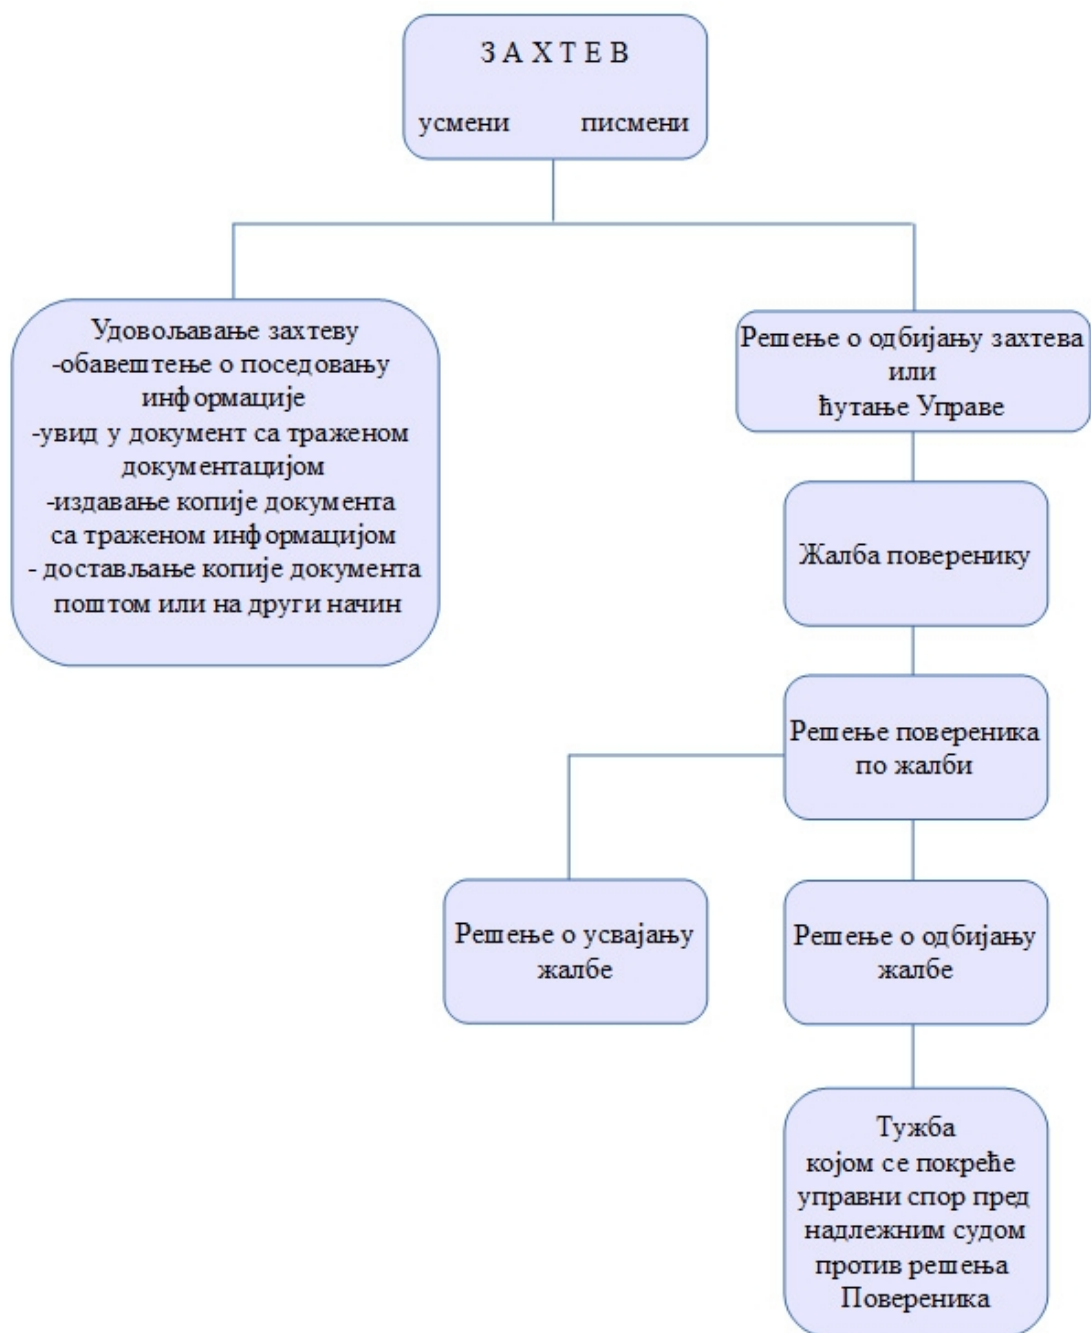 З А Х Т Е В
усмени писмени
Удовољавање захтеву
-обавештење о поседовању
информације
-увид у документ са траженом
документацијом
-издавање копије документа
са траженом информацијом
- достављање копије документа
поштом или на други начин
Решење о одбијању захтева
или
ћутање Управе
Жалба поверенику
Решење повереника
по жалби
Решење о усвајању
жалбе
Решење о одбијању
жалбе
Тужба
којом се покреће
управни спор пред
надлежним судом
против решења
Повереника